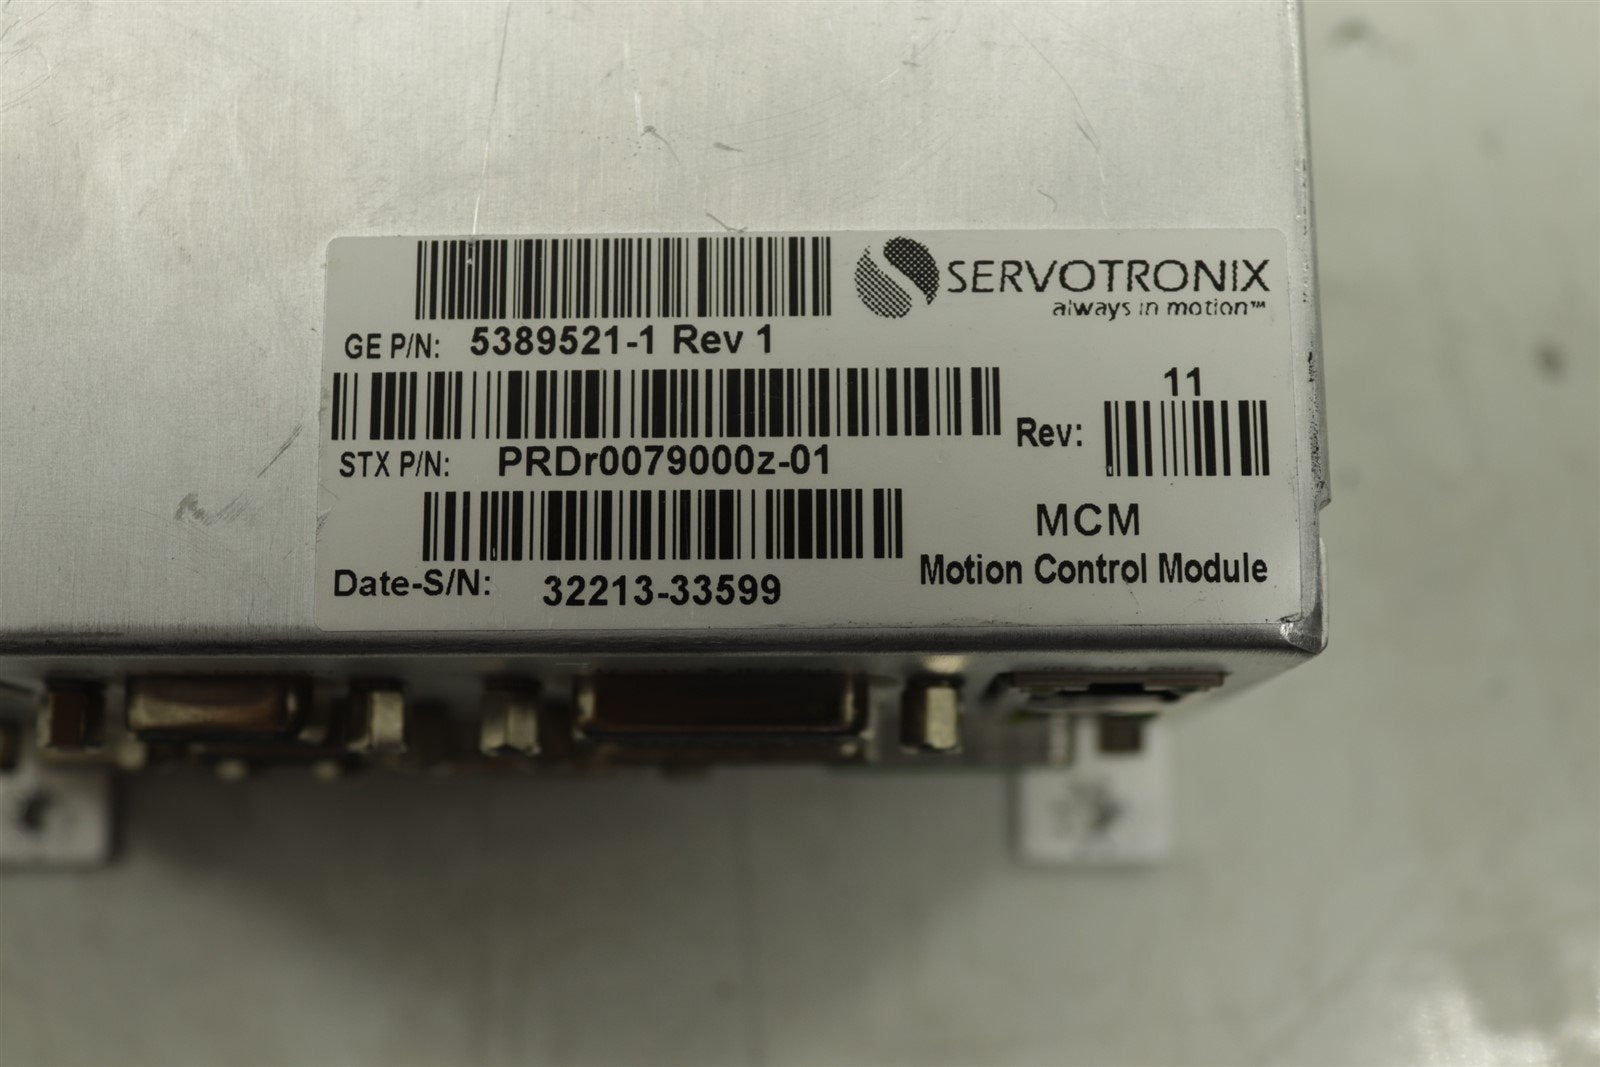 SERVOTRONIX
always in motion™
GE P/N: 5389521-1 Rev 1
11
Rev:
STX P/N: PRDr0079000z-01
MCM
Motion Control Module
Date-S/N: 32213-33599